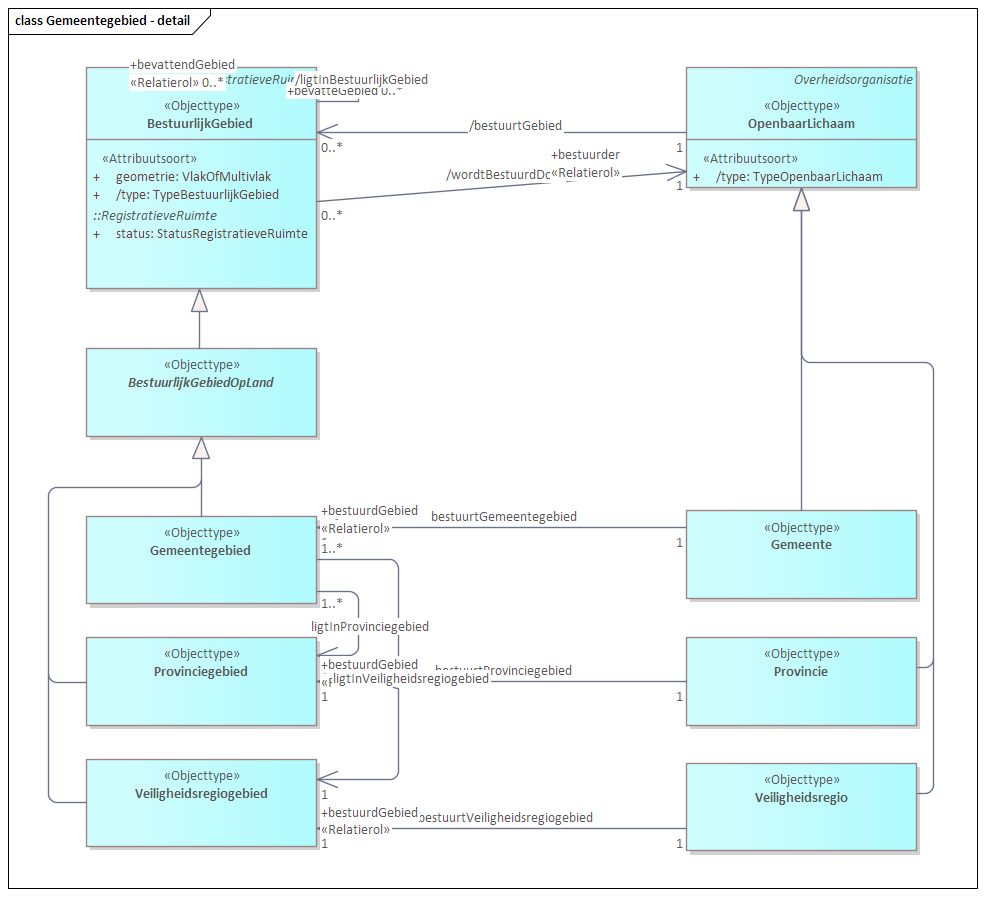 class Gemeentegebied - detail
+bevattendGebied
«Relatierol» 0..*
/ligtInBestuurlijkGebied
+bevatteGebied 0..*
«Objecttype»
BestuurlijkGebied
«Attribuutsoort»
+ geometrie: VlakOfMultivlak
+ /type: TypeBestuurlijkGebied
::RegistratieveRuimte
+ status: StatusRegistratieveRuimte
Overheidsorganisatie
«Objecttype»
OpenbaarLichaam
«Attribuutsoort»
+ /type: TypeOpenbaarLichaam
/bestuurtGebied
0..*
1
+bestuurder
«Relatierol»
/wordtBestuurdDo
1
0..*
«Objecttype»
BestuurlijkGebiedOpLand
«Objecttype»
Gemeentegebied
+bestuurdGebied
«Relatierol»
bestuurtGemeentegebied
1
1..*
«Objecttype»
Gemeente
1..*
ligtInProvinciegebied
«Objecttype»
Provinciegebied
+bestuurdGebied
bestuurtProvinciegebied
ligtInVeiligheidsregiogebied
1
1
«Objecttype»
Provincie
«Objecttype»
Veiligheidsregiogebied
1
+bestuurdGebied
«Relatierol»
bestuurtVeiligheidsregiogebied
1
1
«Objecttype»
Veiligheidsregio